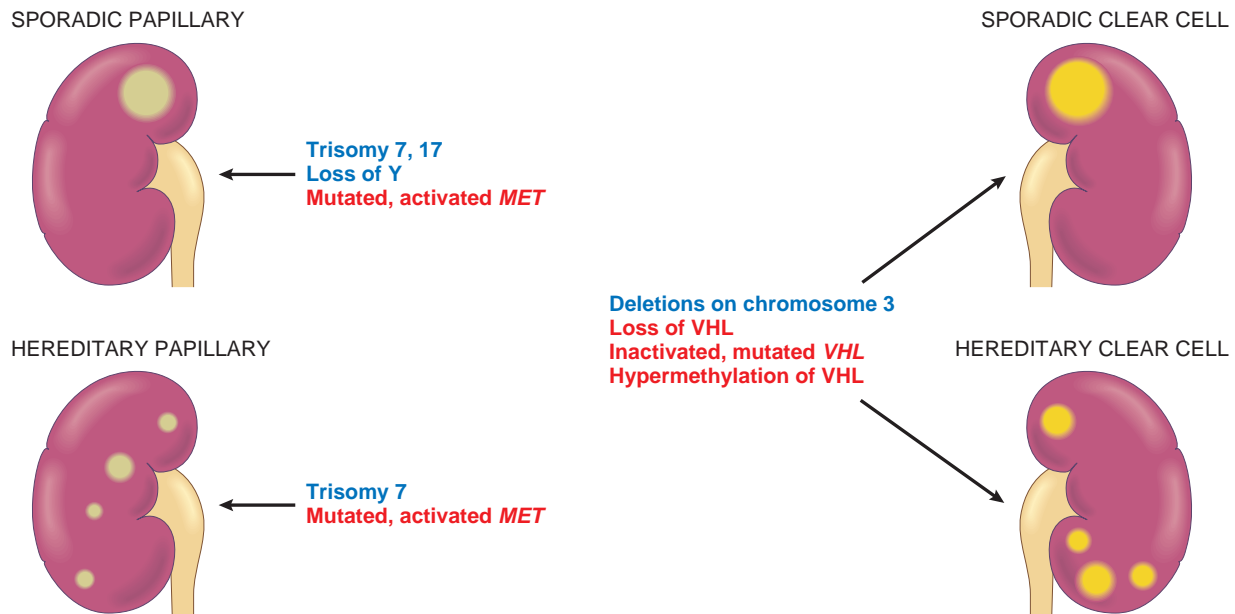 SPORADIC PAPILLARY
Trisomy 7, 17
Loss of Y
Mutated, activated MET
HEREDITARY PAPILLARY
Trisomy 7
Mutated, activated MET
SPORADIC CLEAR CELL
Deletions on chromosome 3
Loss of VHL
Inactivated, mutated VHL
Hypermethylation of VHL
HEREDITARY CLEAR CELL